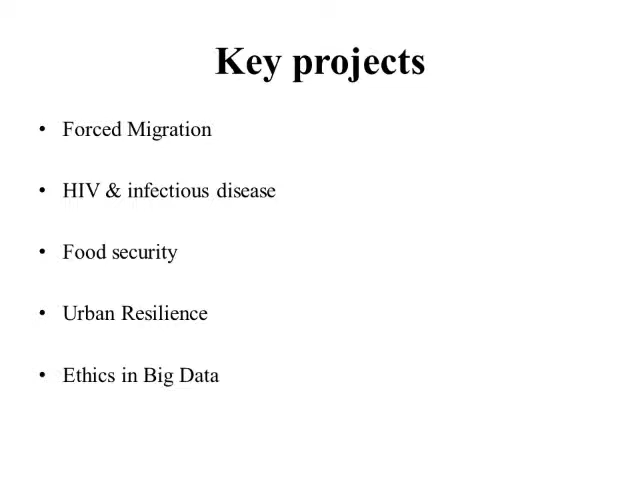 Key projects
• Forced Migration
• HIV & infectious disease
• Food security
• Urban Resilience
• Ethics in Big Data